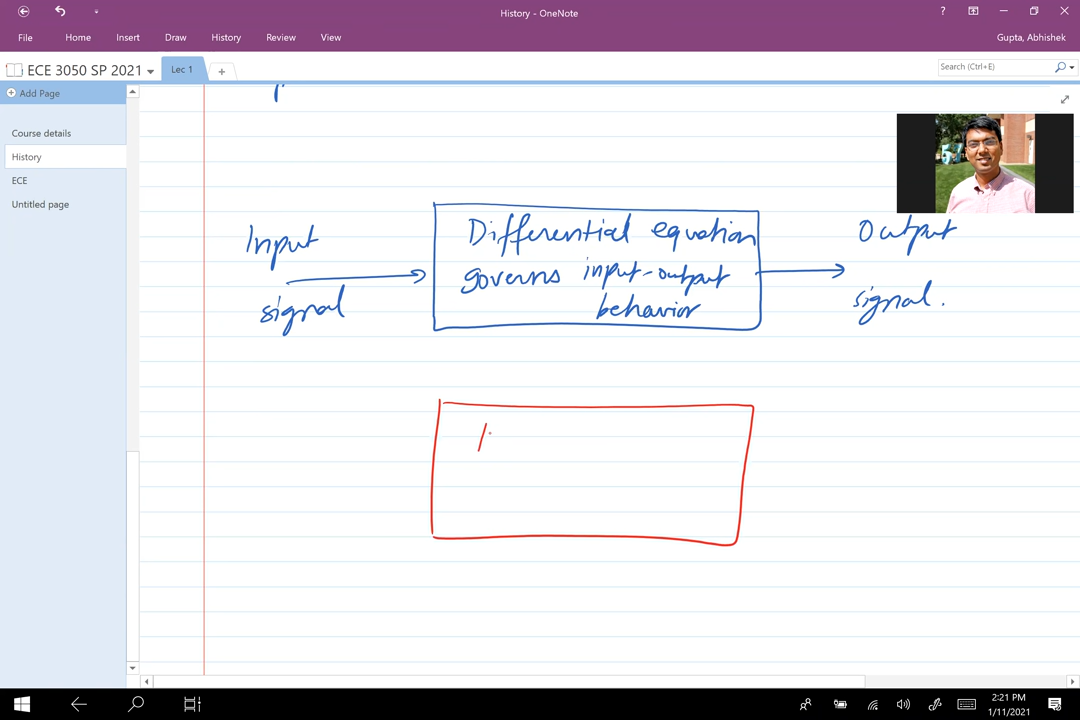 History - OneNote
?
File Home Insert Draw History Review View
Gupta, Abhishek
ECE 3050 SP 2021
Lec 1
+
Search (Ctrl+E)
Add Page
Course details
History
ECE
Untitled page
Input
signal
Differential equation
governs input-output
behavior
Output
signal.
2:21 PM
1/11/2021